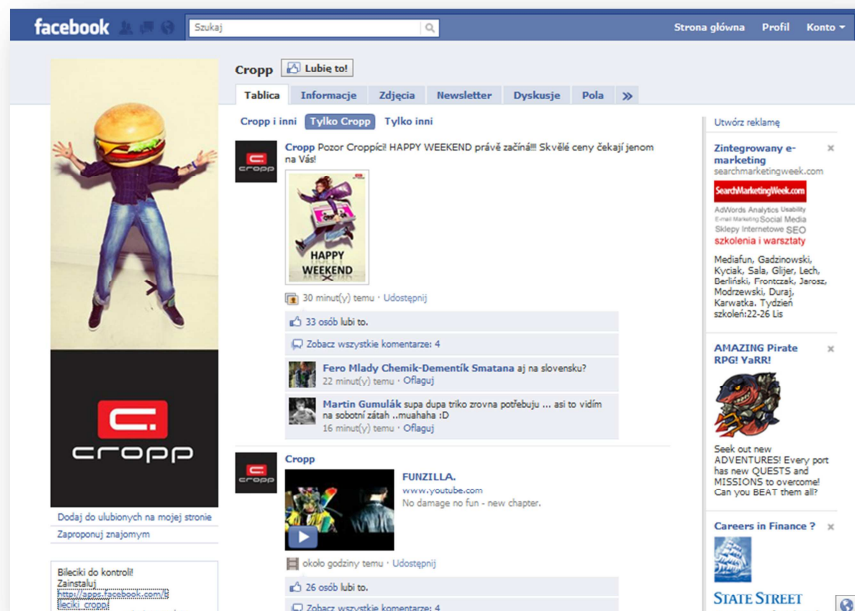 facebook
Szukaj
Strona główna Profil Konto
Cropp Lubię to!
Tablica Informacje Zdjęcia Newsletter Dyskusje Pola »
Cropp i inni Tylko Cropp Tylko inni
cropp
Cropp Pozor Croppíci! HAPPY WEEKEND právě začíná!!! Skvělé ceny čekají jenom
na Vás!
HAPPY
WEEKEND
30 minut(y) temu · Udostępnij
33 osób lubi to.
Zobacz wszystkie komentarze: 4
Fero Mlady Chemik-Dementík Smatana aj na slovensku?
22 minut(y) temu · Oflaguj
Martin Gumulák supa dupa triko zrovna potřebuju ... asi to vidím
na sobotní zátah ..muahaha :D
16 minut(y) temu · Oflaguj
cropp
Cropp
FUNZILLA.
www.youtube.com
No damage no fun - new chapter.
około godziny temu · Udostępnij
26 osób lubi to.
Zobacz wszystkie komentarze: 4
cropp
Dodaj do ulubionych na mojej stronie
Zaproponuj znajomym
Bileciki do kontroli!
Zainstaluj
http://apps.facebook.com/b
ileciki_cropp/
Utwórz reklamę
Zintegrowany e-
marketing
searchmarketingweek.com
SearchMarketingWeek.com
AdWords Analytics Usability
E-mail Marketing Social Media
Sklepy Internetowe SEO
szkolenia i warsztaty
Mediafun, Gadzinowski,
Kyciak, Sala, Glijer, Lech,
Berliński, Frontczak, Jarosz,
Modrzewski, Duraj,
Karwatka. Tydzień
szkoleń:22-26 Lis
AMAZING Pirate
RPG! YaRR!
Seek out new
ADVENTURES! Every port
has new QUESTS and
MISSIONS to overcome!
Can you BEAT them all?
Careers in Finance ?
STATE STREET